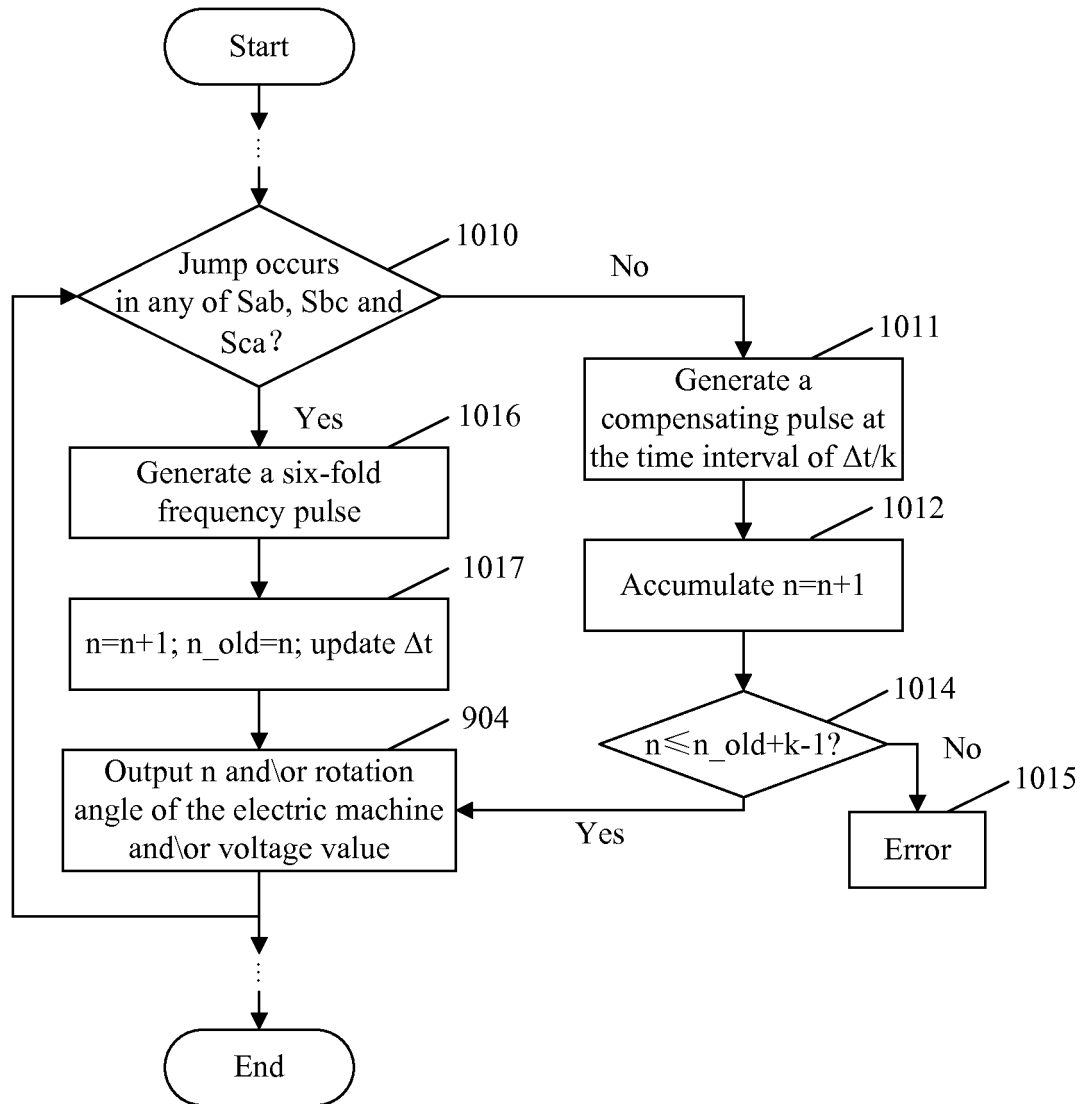 Start
1010
Jump occurs
in any of Sab, Sbc and
Sca?
No
1011
Generate a
compensating pulse at
the time interval of Δt/k
Yes
1016
Generate a six-fold
frequency pulse
1012
Accumulate n=n+1
1017
n=n+1; n_old=n; update Δt
1014
n≤n_old+k-1?
No
904
Output n and\or rotation
angle of the electric machine
and\or voltage value
Yes
1015
Error
End